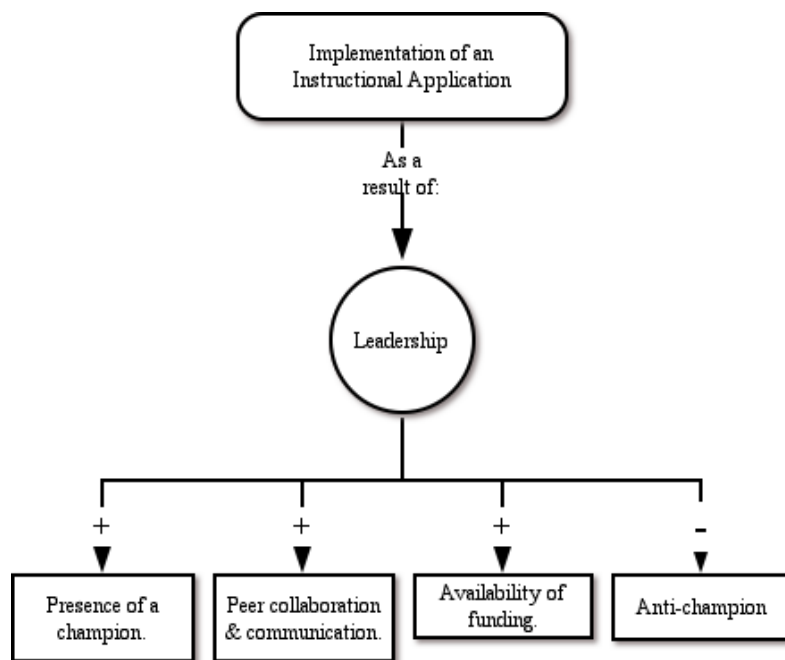 Implementation of an
Instructional Application
As a
result of:
Leadership
+
+
+
-
Presence of a
champion.
Peer collaboration
& communication.
Availability of
funding.
Anti-champion